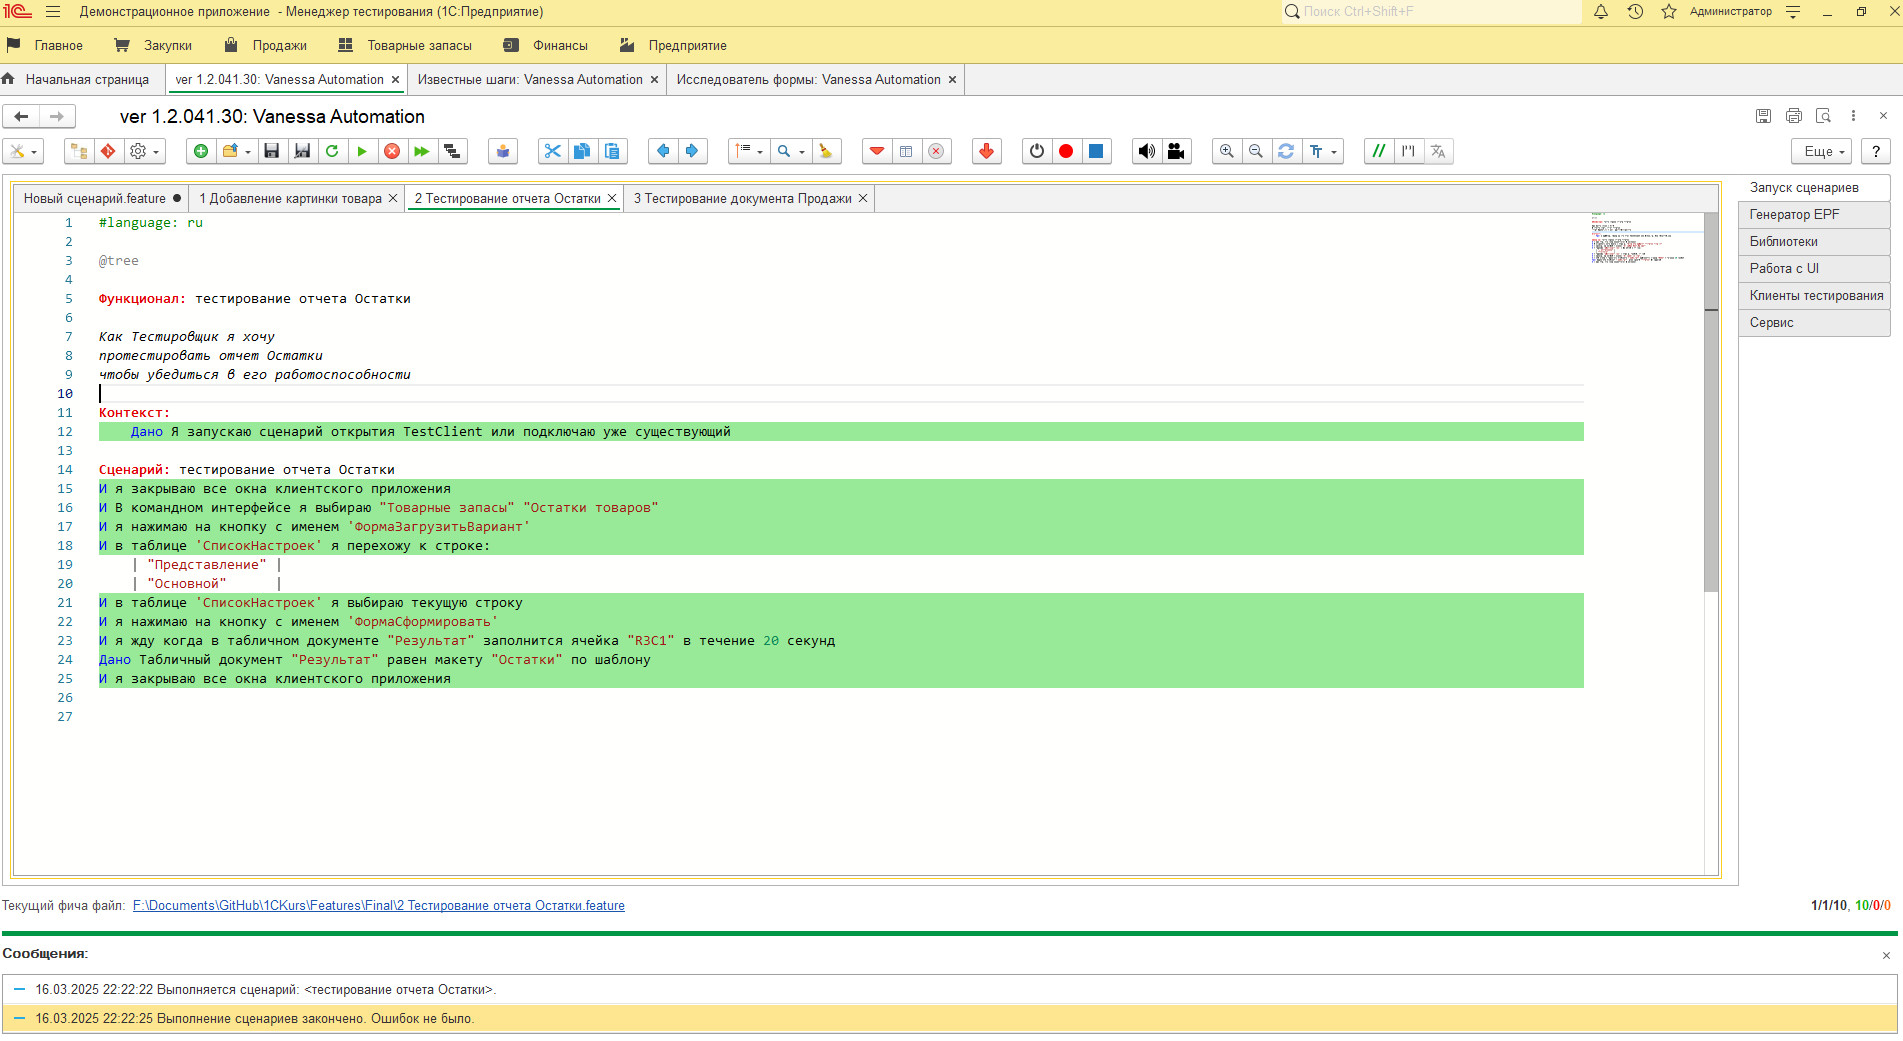 Демонстрационное приложение - Менеджер тестирования (1С:Предприятие)
Поиск Ctrl+Shift+F
Администратор
Главное
Закупки
Продажи
Товарные запасы
Финансы
Предприятие
Начальная страница
ver 1.2.041.30: Vanessa Automation
Известные шаги: Vanessa Automation
Исследователь формы: Vanessa Automation
ver 1.2.041.30: Vanessa Automation
Еще
?
Новый сценарий.feature
1 Добавление картинки товара
2 Тестирование отчета Остатки
3 Тестирование документа Продажи
Запуск сценариев
Генератор EPF
Библиотеки
Работа с UI
Клиенты тестирования
Сервис
1 #language: ru
2
3 @tree
4
5 Функционал: тестирование отчета Остатки
6
7 Как Тестировщик я хочу
8 протестировать отчет Остатки
9 чтобы убедиться в его работоспособности
10
11 Контекст:
12 Дано Я запускаю сценарий открытия TestClient или подключаю уже существующий
13
14 Сценарий: тестирование отчета Остатки
15 И я закрываю все окна клиентского приложения
16 И В командном интерфейсе я выбираю "Товарные запасы" "Остатки товаров"
17 И я нажимаю на кнопку с именем 'ФормаЗагрузитьВариант'
18 И в таблице 'СписокНастроек' я перехожу к строке:
19 | "Представление" |
20 | "Основной" |
21 И в таблице 'СписокНастроек' я выбираю текущую строку
22 И я нажимаю на кнопку с именем 'ФормаСформировать'
23 И я жду когда в табличном документе "Результат" заполнится ячейка "R3C1" в течение 20 секунд
24 Дано Табличный документ "Результат" равен макету "Остатки" по шаблону
25 И я закрываю все окна клиентского приложения
26
27
Текущий фича файл: F:\Documents\GitHub\1CKurs\Features\Final\2 Тестирование отчета Остатки.feature
1/1/10, 10/0/0
Сообщения:
16.03.2025 22:22:22 Выполняется сценарий: <тестирование отчета Остатки>.
16.03.2025 22:22:25 Выполнение сценариев закончено. Ошибок не было.